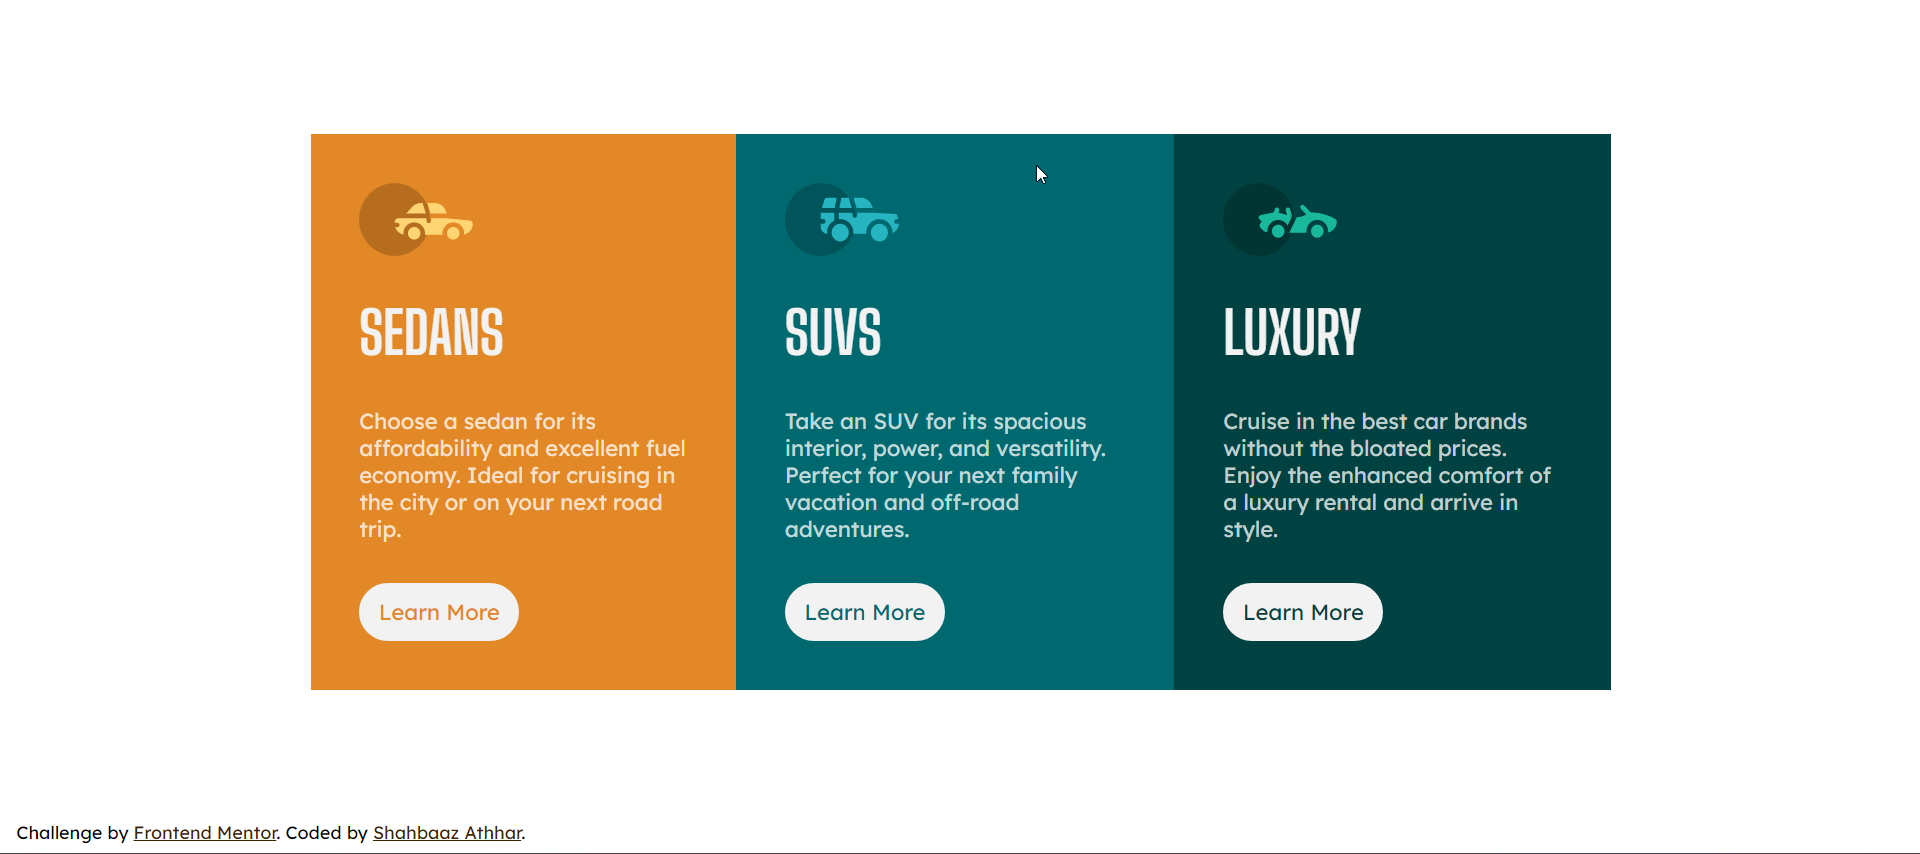 SEDANS
Choose a sedan for its
affordability and excellent fuel
economy. Ideal for cruising in
the city or on your next road
trip.
Learn More
SUVS
Take an SUV for its spacious
interior, power, and versatility.
Perfect for your next family
vacation and off-road
adventures.
Learn More
LUXURY
Cruise in the best car brands
without the bloated prices.
Enjoy the enhanced comfort of
a luxury rental and arrive in
style.
Learn More
Challenge by Frontend Mentor. Coded by Shahbaaz Athhar.